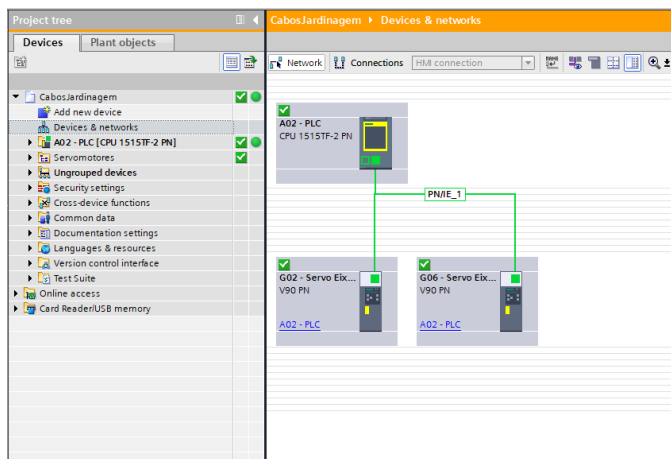 Project tree
Devices
Plant objects
CabosJardinagem
Add new device
Devices & networks
A02 - PLC [CPU 1515TF-2 PN]
Servomotores
Ungrouped devices
Security settings
Cross-device functions
Common data
Documentation settings
Languages & resources
Version control interface
Test Suite
Online access
Card Reader/USB memory
CabosJardinagem Devices & networks
Network Connections HMI connection
A02 - PLC
CPU 1515TF-2 PN
PN/IE_1
G02 - Servo Eix...
V90 PN
A02 - PLC
G06 - Servo Eix...
V90 PN
A02 - PLC